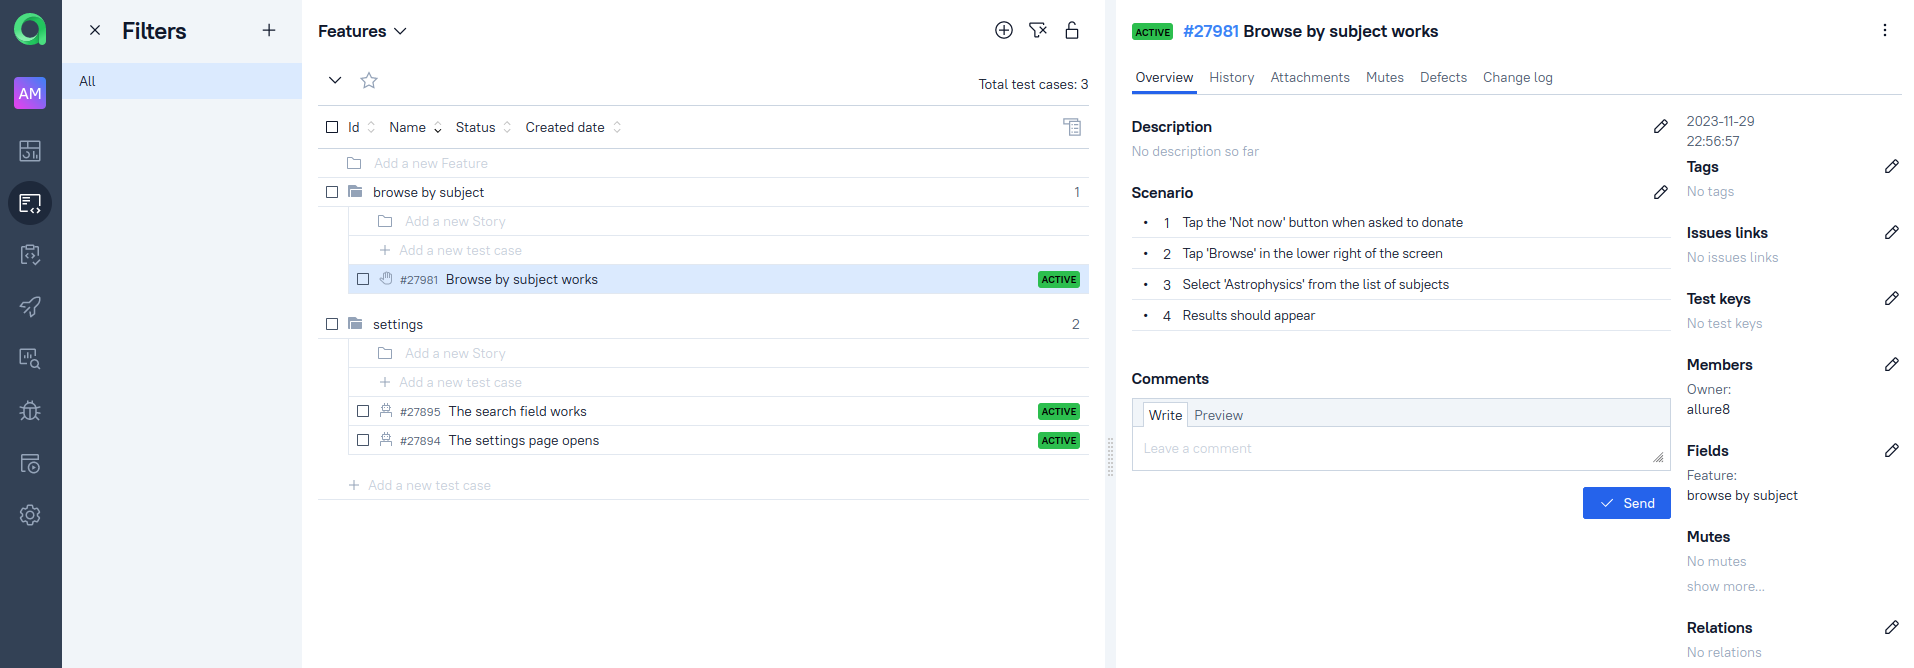 AM
Filters
All
Features
Total test cases: 3
Id Name Status Created date
Add a new Feature
browse by subject 1
Add a new Story
Add a new test case
#27981 Browse by subject works ACTIVE
settings 2
Add a new Story
Add a new test case
#27895 The search field works ACTIVE
#27894 The settings page opens ACTIVE
Add a new test case
ACTIVE #27981 Browse by subject works
Overview History Attachments Mutes Defects Change log
Description
No description so far
Scenario
• 1 Tap the 'Not now' button when asked to donate
• 2 Tap 'Browse' in the lower right of the screen
• 3 Select 'Astrophysics' from the list of subjects
• 4 Results should appear
Comments
Write Preview
Leave a comment
Send
2023-11-29
22:56:57
Tags
No tags
Issues links
No issues links
Test keys
No test keys
Members
Owner:
allure8
Fields
Feature:
browse by subject
Mutes
No mutes
show more...
Relations
No relations